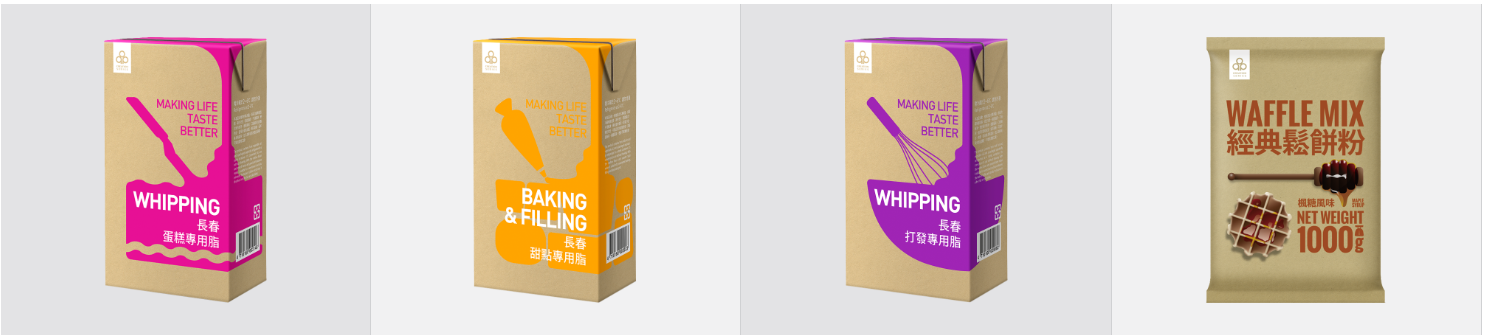 MAKING LIFE
TASTE
BETTER
WHIPPING
長春
蛋糕專用脂
MAKING LIFE
TASTE
BETTER
BAKING
& FILLING
長春
甜點專用脂
MAKING LIFE
TASTE
BETTER
WHIPPING
長春
打發專用脂
WAFFLE MIX
經典鬆餅粉
楓糖風味
NET WEIGHT
1000g